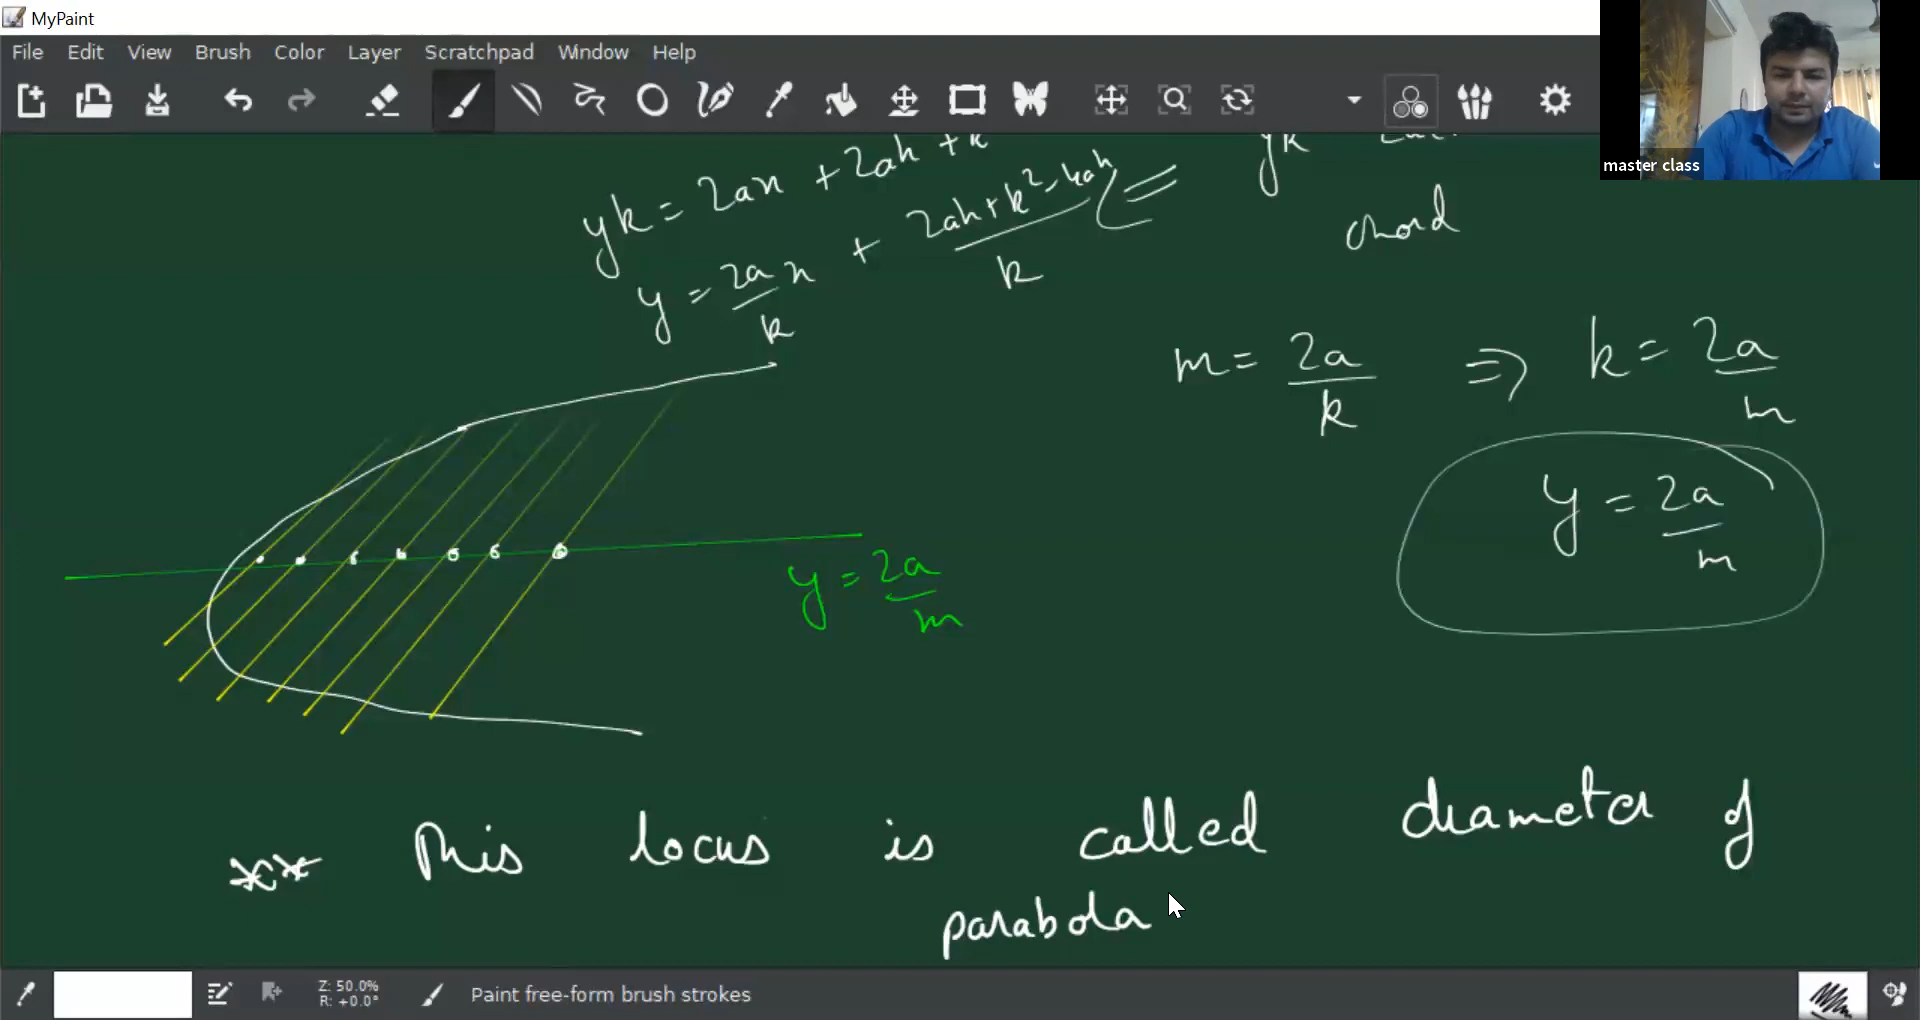 MyPaint
File Edit View Brush Color Layer Scratchpad Window Help
master class
yk = 2ax + 2ah + k
yk
y = 2a/k x + (2ah + k² - 4ah)/k
chord
m = 2a/k ⇒ k = 2a/m
y = 2a/m
y = 2a/m
** This locus is called diameter of
parabola
Z: 50.0%
R: +0.0°
Paint free-form brush strokes